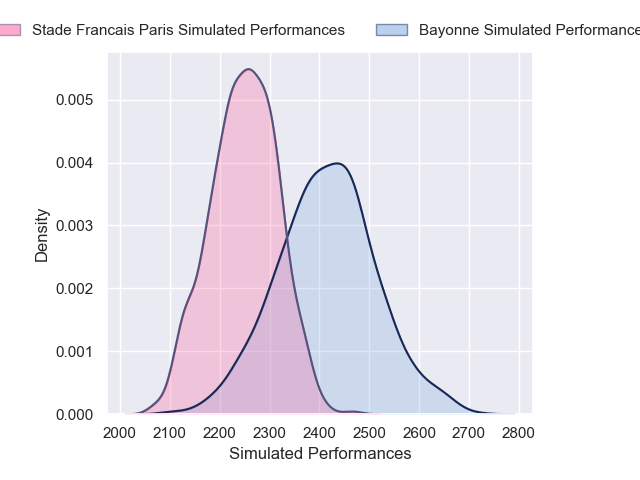 Stade Francais Paris Simulated Performances Bayonne Simulated Performance
0.005
0.004
0.003
0.002
0.001
0.000
Density
2000 2100 2200 2300 2400 2500 2600 2700 2800
Simulated Performances